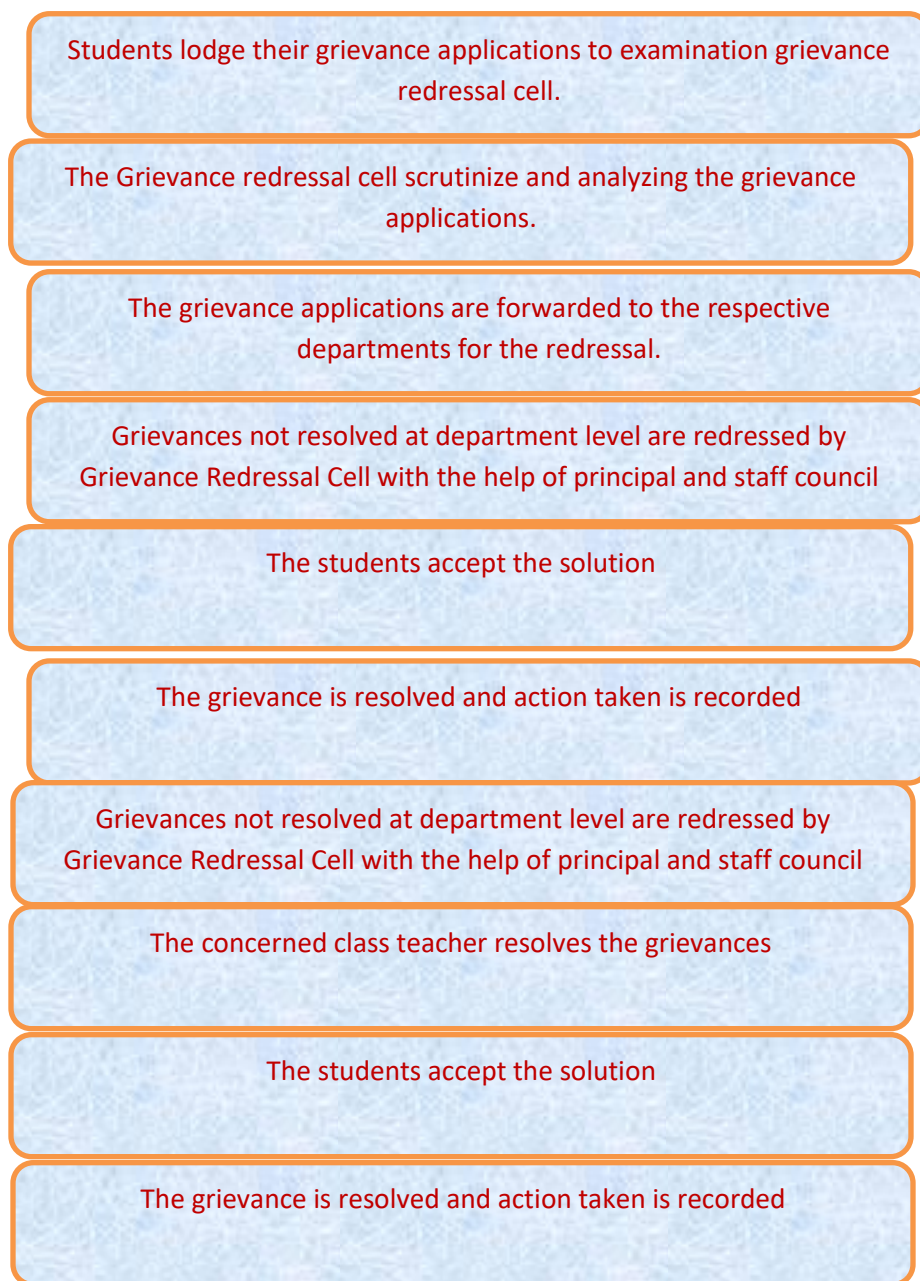 Students lodge their grievance applications to examination grievance
redressal cell.
The Grievance redressal cell scrutinize and analyzing the grievance
applications.
The grievance applications are forwarded to the respective
departments for the redressal.
Grievances not resolved at department level are redressed by
Grievance Redressal Cell with the help of principal and staff council
The students accept the solution
The grievance is resolved and action taken is recorded
Grievances not resolved at department level are redressed by
Grievance Redressal Cell with the help of principal and staff council
The concerned class teacher resolves the grievances
The students accept the solution
The grievance is resolved and action taken is recorded